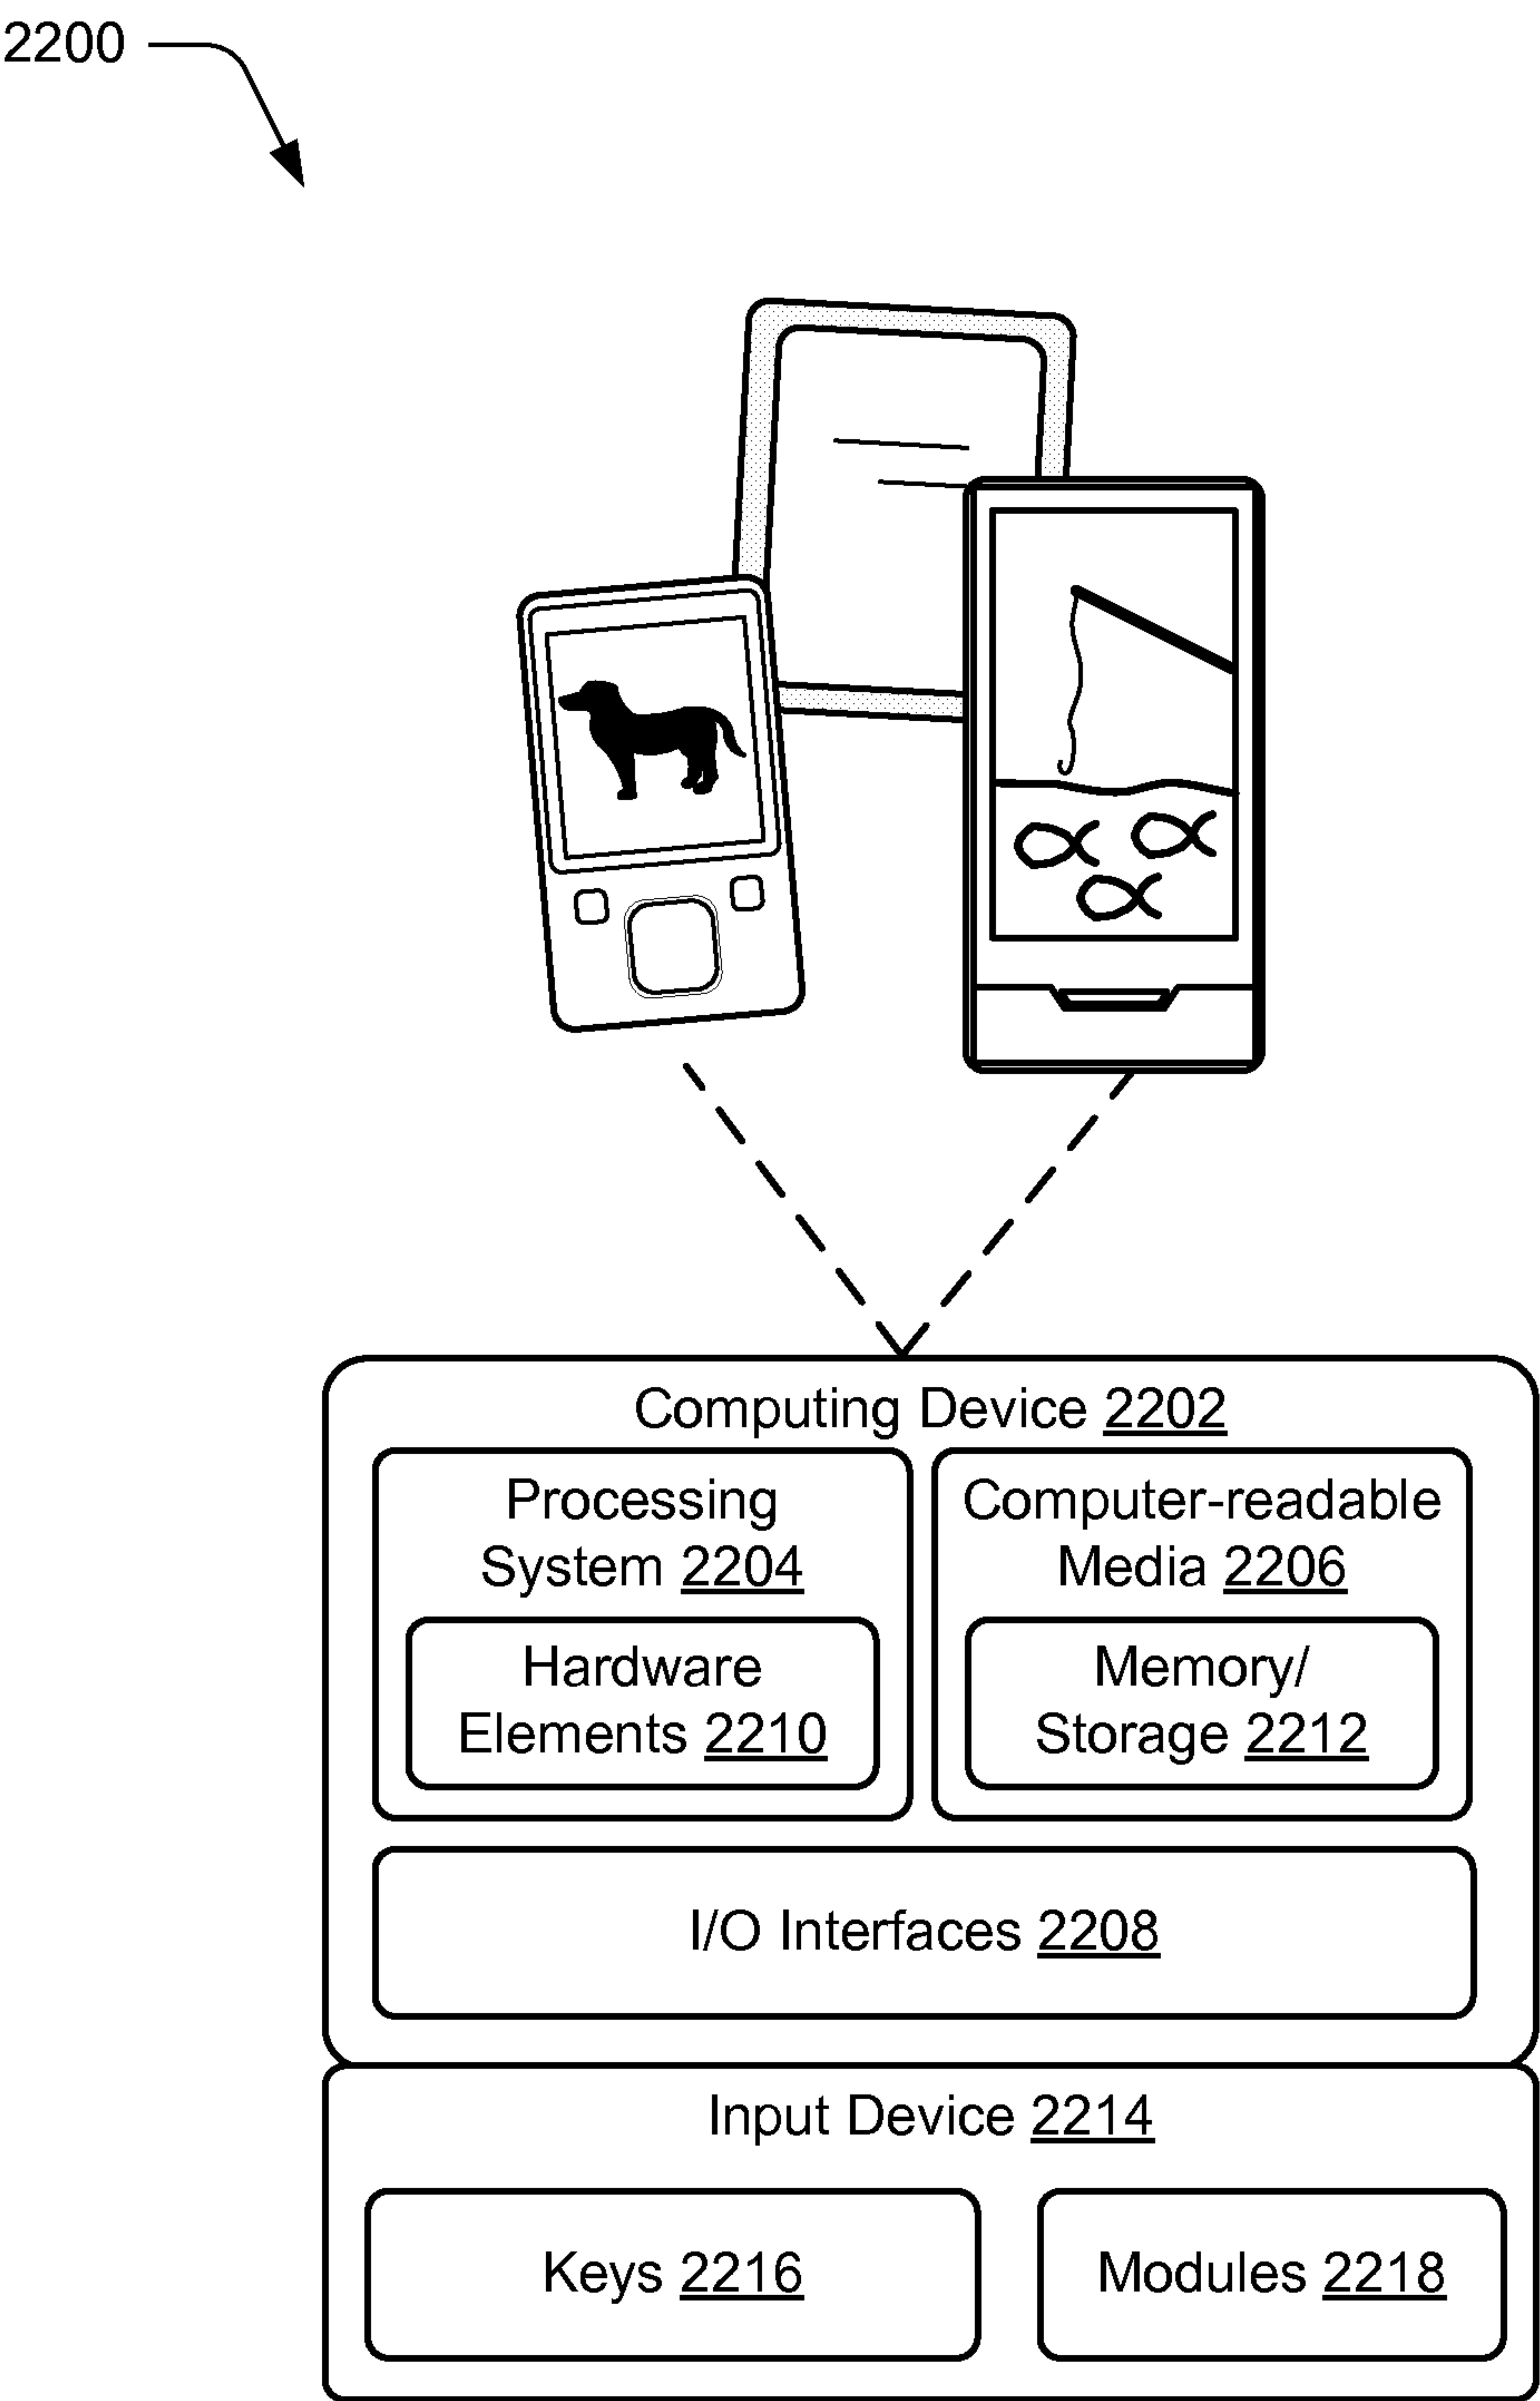 2200
Computing Device 2202
Processing
System 2204
Hardware
Elements 2210
Computer-readable
Media 2206
Memory/
Storage 2212
I/O Interfaces 2208
Input Device 2214
Keys 2216
Modules 2218